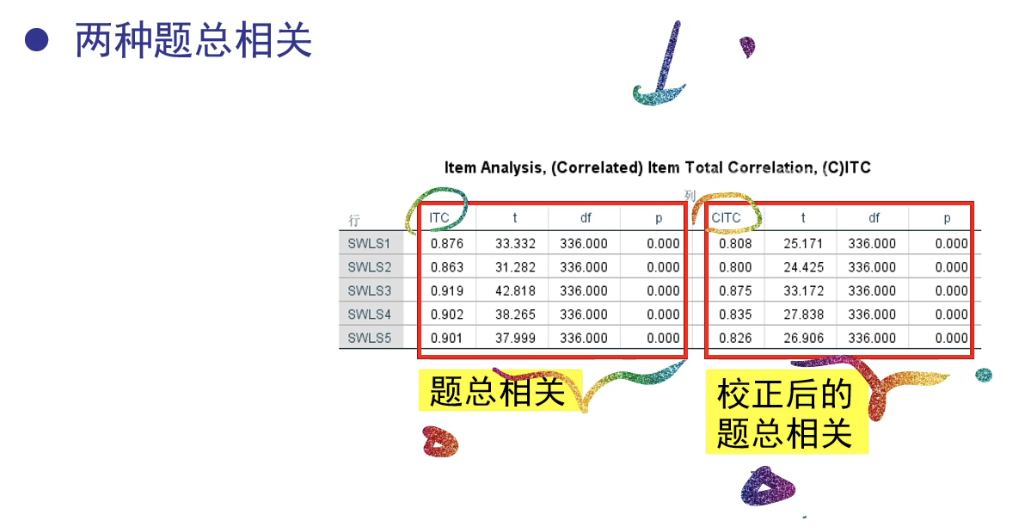 ● 两种题总相关
Item Analysis, (Correlated) Item Total Correlation, (C)ITC
列
行 ITC t df p CITC t df p
SWLS1 0.876 33.332 336.000 0.000 0.808 25.171 336.000 0.000
SWLS2 0.863 31.282 336.000 0.000 0.800 24.425 336.000 0.000
SWLS3 0.919 42.818 336.000 0.000 0.875 33.172 336.000 0.000
SWLS4 0.902 38.265 336.000 0.000 0.835 27.838 336.000 0.000
SWLS5 0.901 37.999 336.000 0.000 0.826 26.906 336.000 0.000
题总相关
校正后的
题总相关